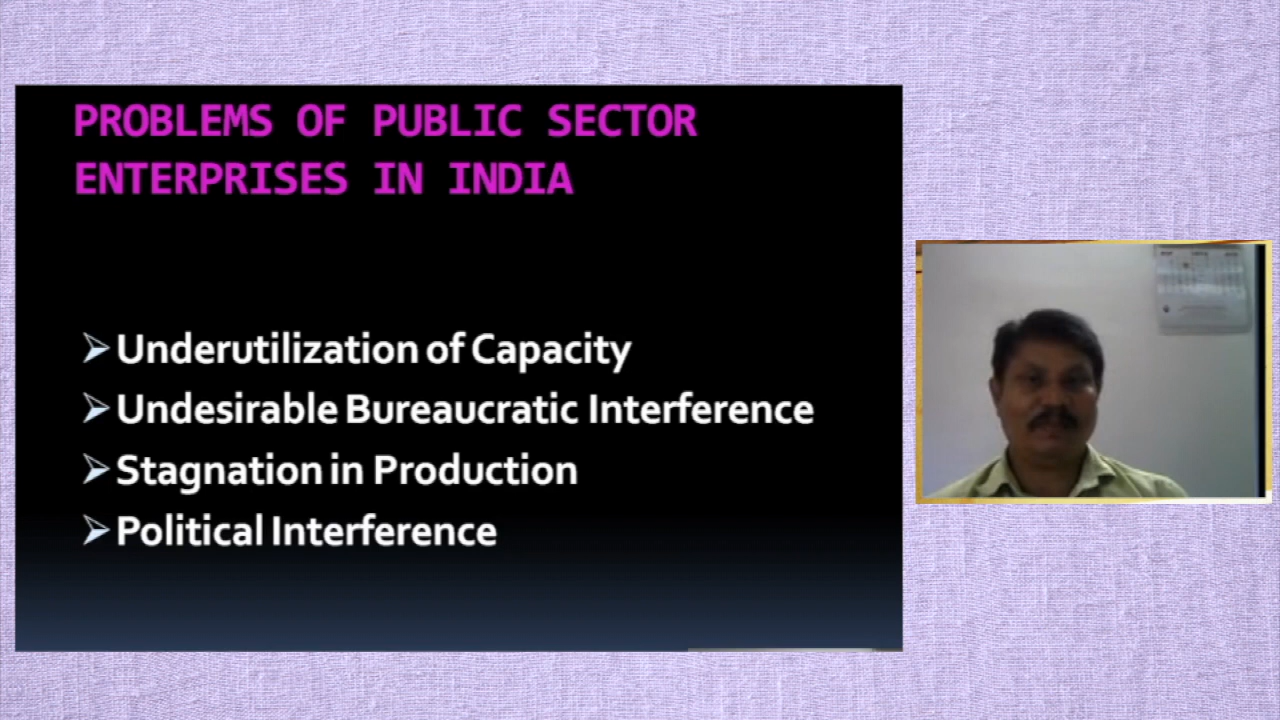 PROBLEMS OF PUBLIC SECTOR
ENTERPRISES IN INDIA
Underutilization of Capacity
Undesirable Bureaucratic Interference
Stagnation in Production
Political Interference